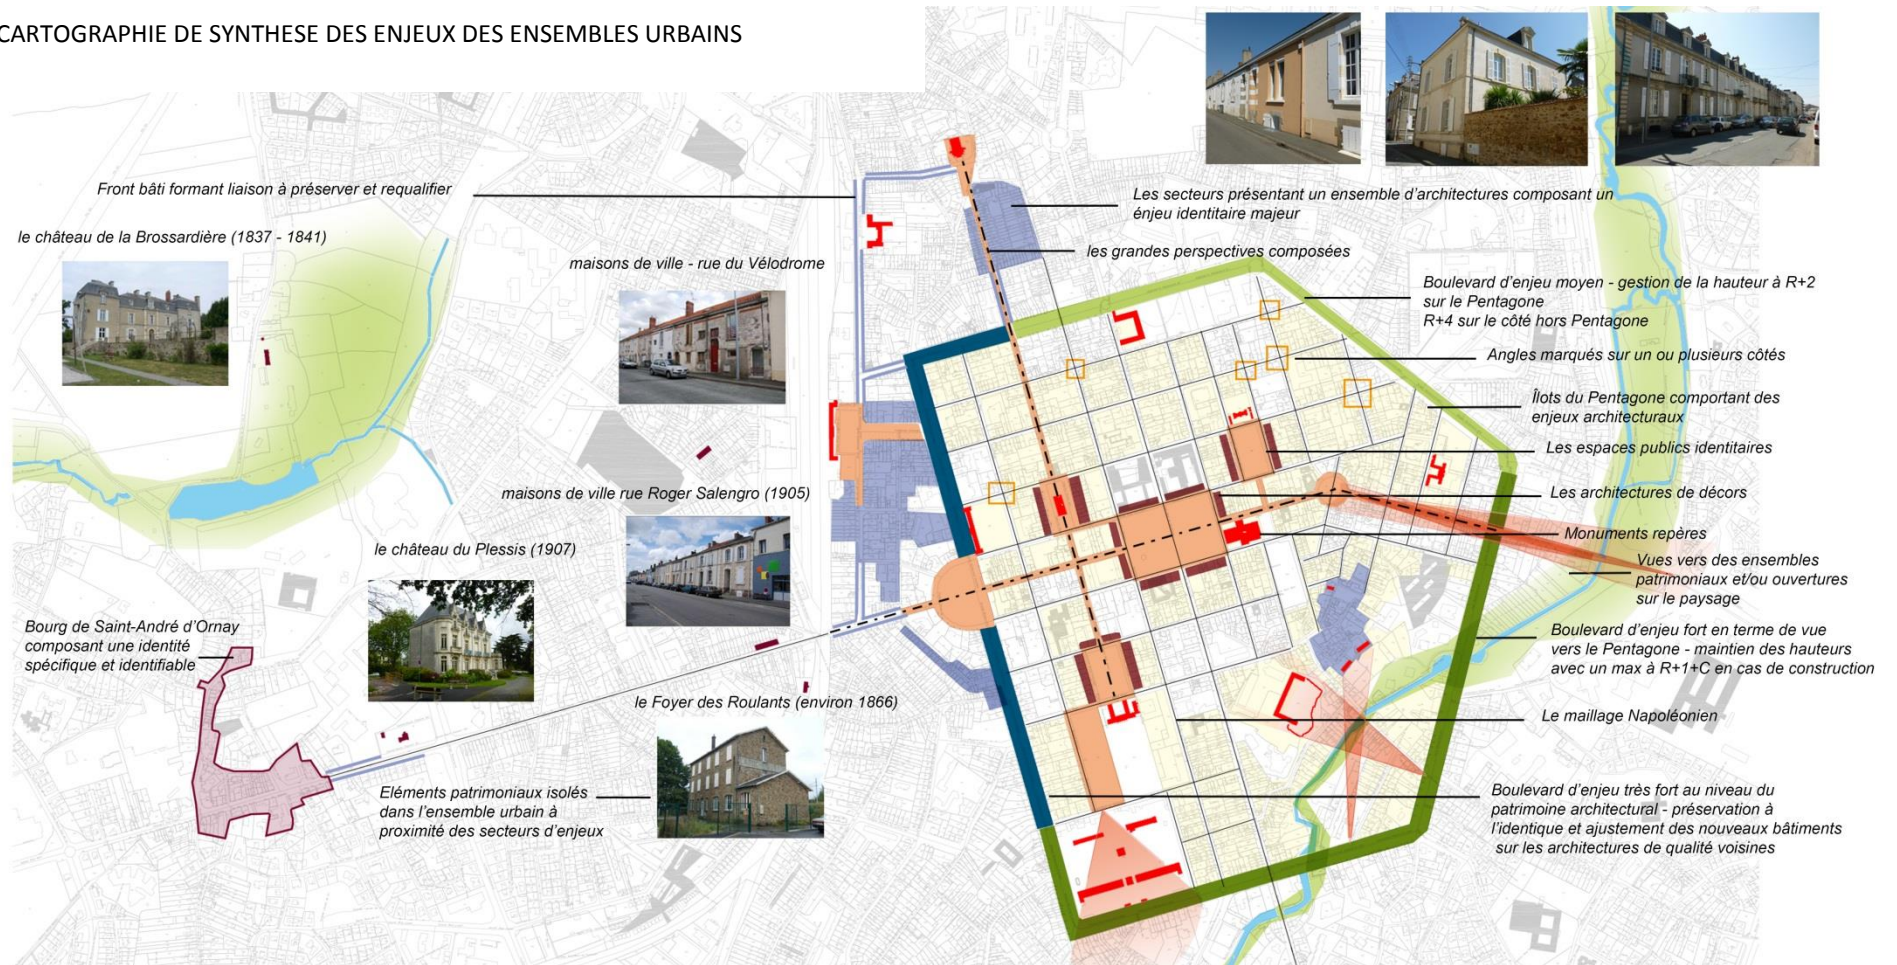 CARTOGRAPHIE DE SYNTHESE DES ENJEUX DES ENSEMBLES URBAINS
Front bâti formant liaison à préserver et requalifier
le château de la Brossardière (1837 - 1841)
maisons de ville - rue du Vélodrome
maisons de ville rue Roger Salengro (1905)
le château du Plessis (1907)
Bourg de Saint-André d'Ornay
composant une identité
spécifique et identifiable
le Foyer des Roulants (environ 1866)
Eléments patrimoniaux isolés
dans l'ensemble urbain à
proximité des secteurs d'enjeux
Les secteurs présentant un ensemble d'architectures composant un
énjeu identitaire majeur
les grandes perspectives composées
Boulevard d'enjeu moyen - gestion de la hauteur à R+2
sur le Pentagone
R+4 sur le côté hors Pentagone
Angles marqués sur un ou plusieurs côtés
Îlots du Pentagone comportant des
enjeux architecturaux
Les espaces publics identitaires
Les architectures de décors
Monuments repères
Vues vers des ensembles
patrimoniaux et/ou ouvertures
sur le paysage
Boulevard d'enjeu fort en terme de vue
vers le Pentagone - maintien des hauteurs
avec un max à R+1+C en cas de construction
Le maillage Napoléonien
Boulevard d'enjeu très fort au niveau du
patrimoine architectural - préservation à
l'identique et ajustement des nouveaux bâtiments
sur les architectures de qualité voisines